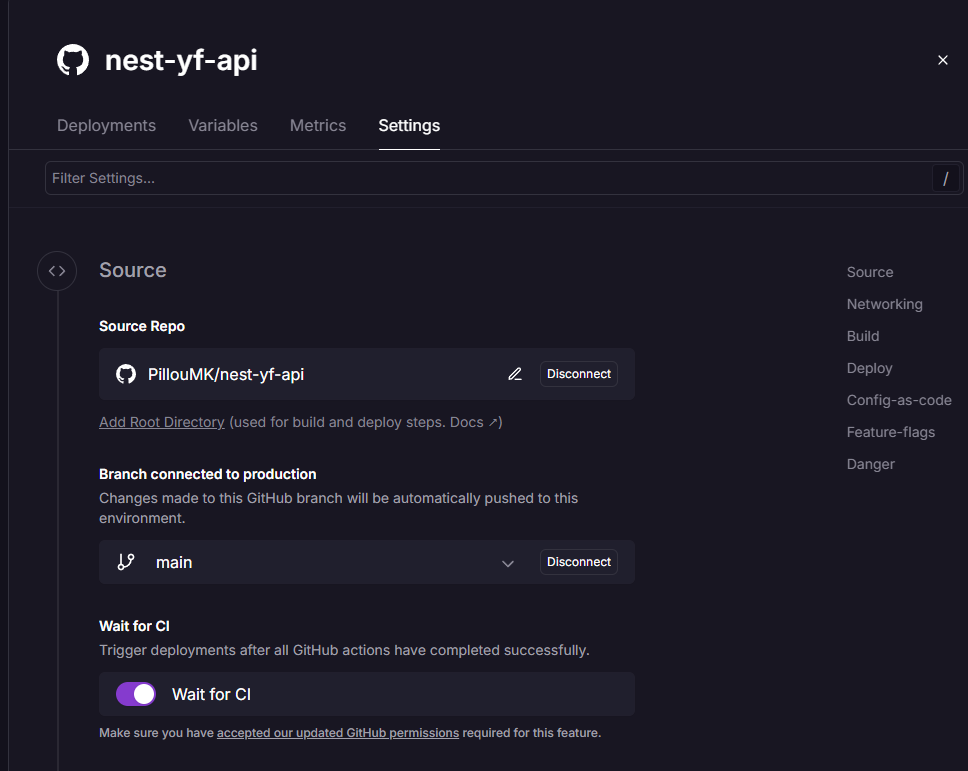 nest-yf-api
Deployments Variables Metrics Settings
Filter Settings... /
Source
Source Repo
PillouMK/nest-yf-api Disconnect
Add Root Directory (used for build and deploy steps. Docs ↗)
Branch connected to production
Changes made to this GitHub branch will be automatically pushed to this
environment.
main Disconnect
Wait for CI
Trigger deployments after all GitHub actions have completed successfully.
Wait for CI
Make sure you have accepted our updated GitHub permissions required for this feature.
Source
Networking
Build
Deploy
Config-as-code
Feature-flags
Danger